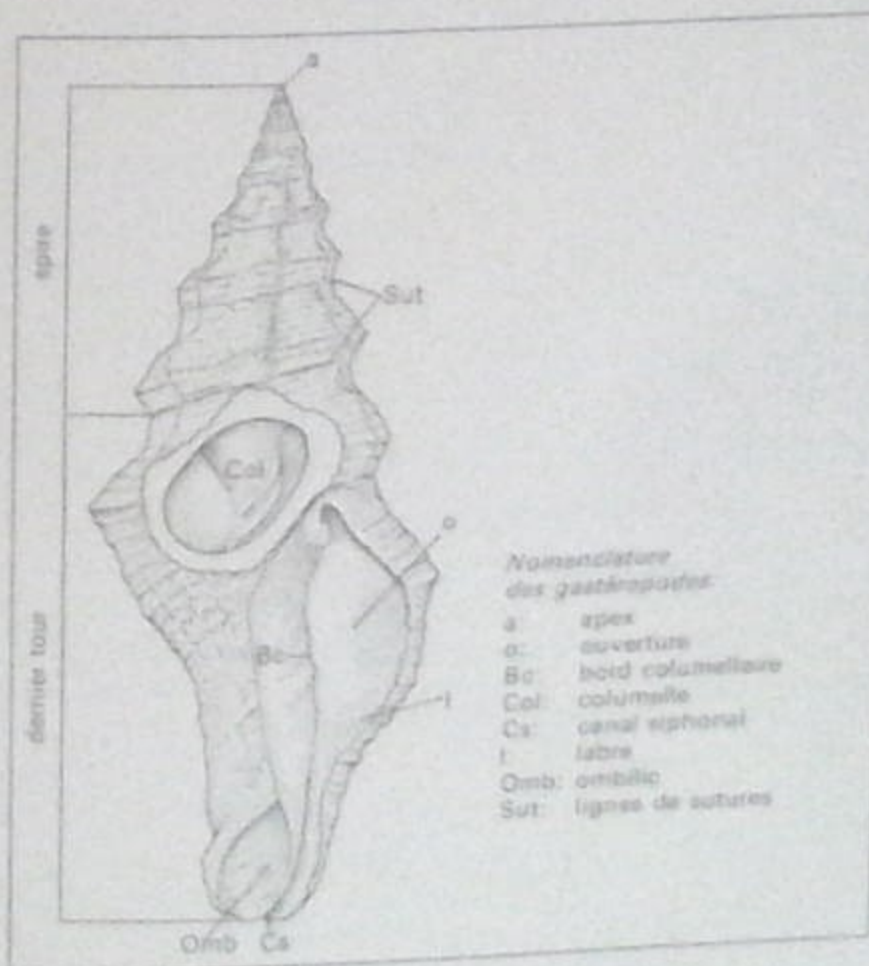 a
spire
Sut
Col
o
dernier tour
Bc
l
Omb Cs
Nomenclature
des gastéropodes
a: apex
o: ouverture
Bc: bord columellaire
Col: columelle
Cs: canal siphonal
l: labre
Omb: ombilic
Sut: lignes de sutures